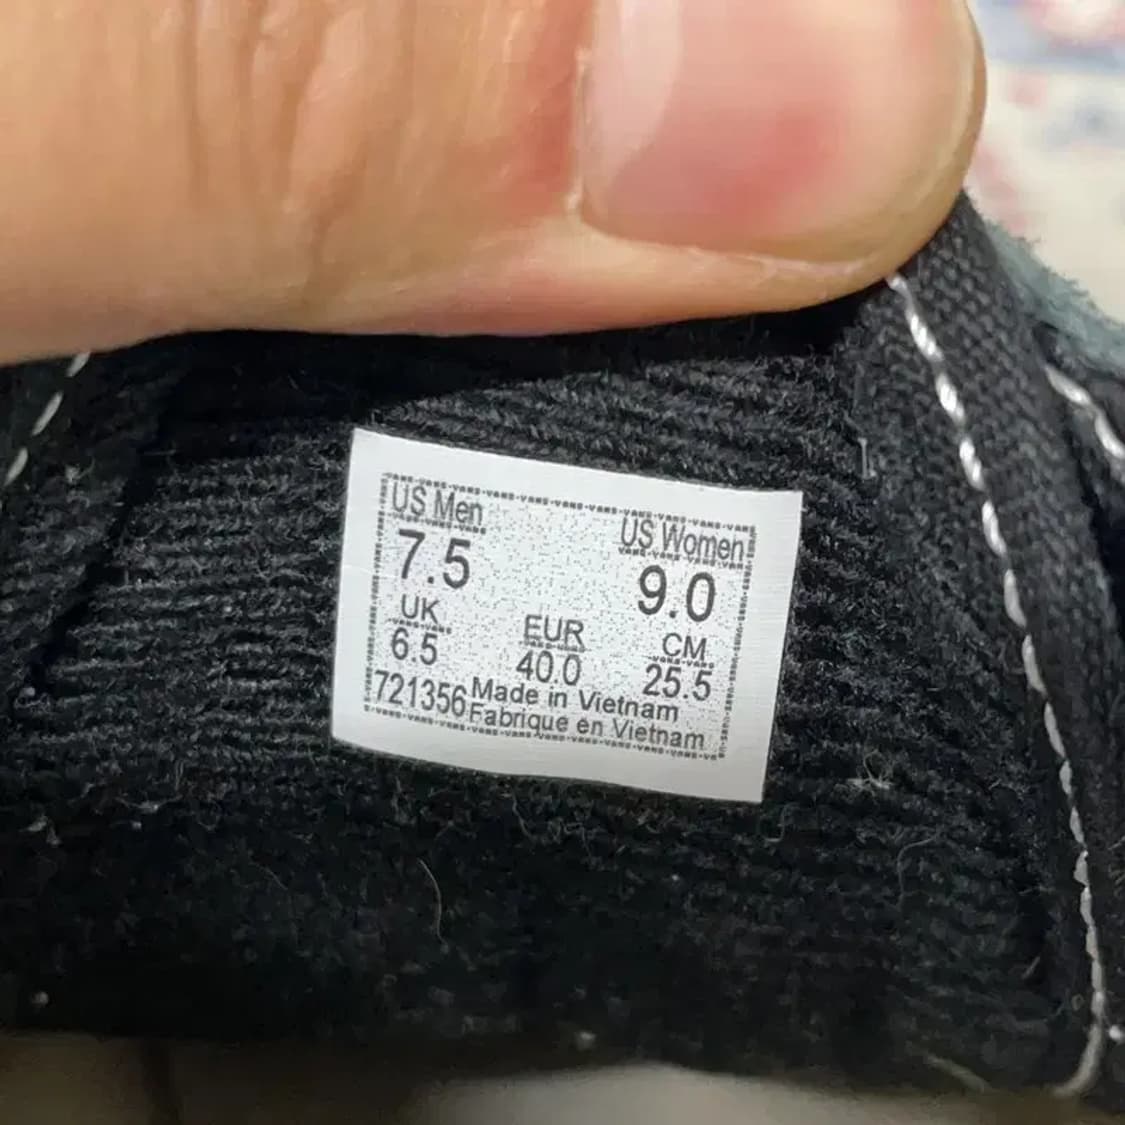 US Men US Women
7.5 9.0
UK EUR CM
6.5 40.0 25.5
721356 Made in Vietnam
Fabrique en Vietnam